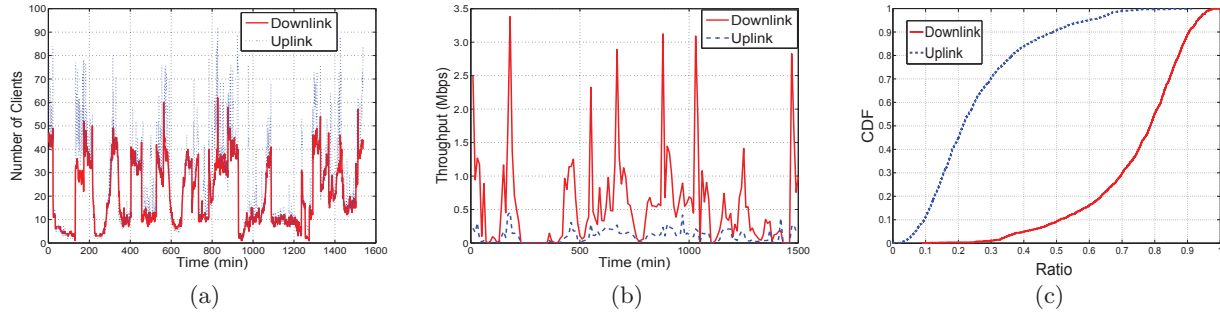 Downlink
Uplink
100
90
80
70
60
50
40
30
20
10
0
Number of Clients
0 200 400 600 800 1000 1200 1400 1600
Time (min)
(a)
Downlink
Uplink
3.5
3.0
2.5
2.0
1.5
1.0
0.5
0
Throughput (Mbps)
500 1000 1500
Time (min)
(b)
Downlink
Uplink
1
0.9
0.8
0.7
0.6
0.5
0.4
0.3
0.2
0.1
0
CDF
0 0.1 0.2 0.3 0.4 0.5 0.6 0.7 0.8 0.9 1
Ratio
(c)